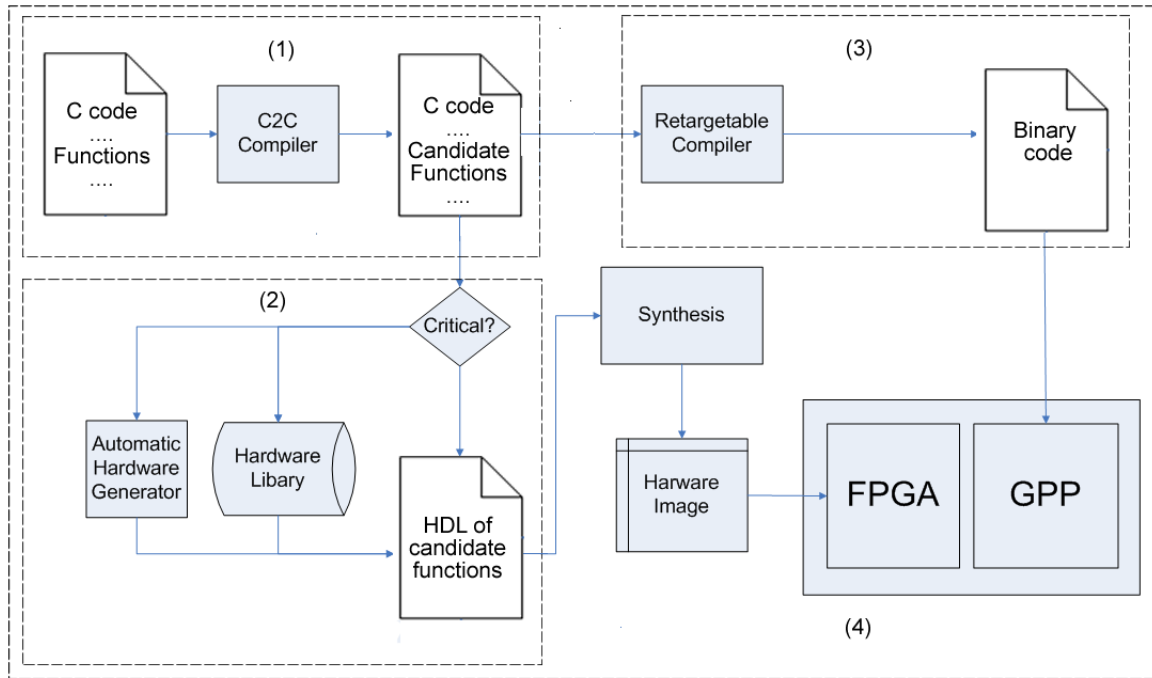 (1)
C code
....
Functions
....
C2C
Compiler
C code
....
Candidate
Functions
....
(3)
Retargetable
Compiler
Binary
code
(2)
Critical?
Automatic
Hardware
Generator
Hardware
Libary
HDL of
candidate
functions
Synthesis
Harware
Image
FPGA
GPP
(4)